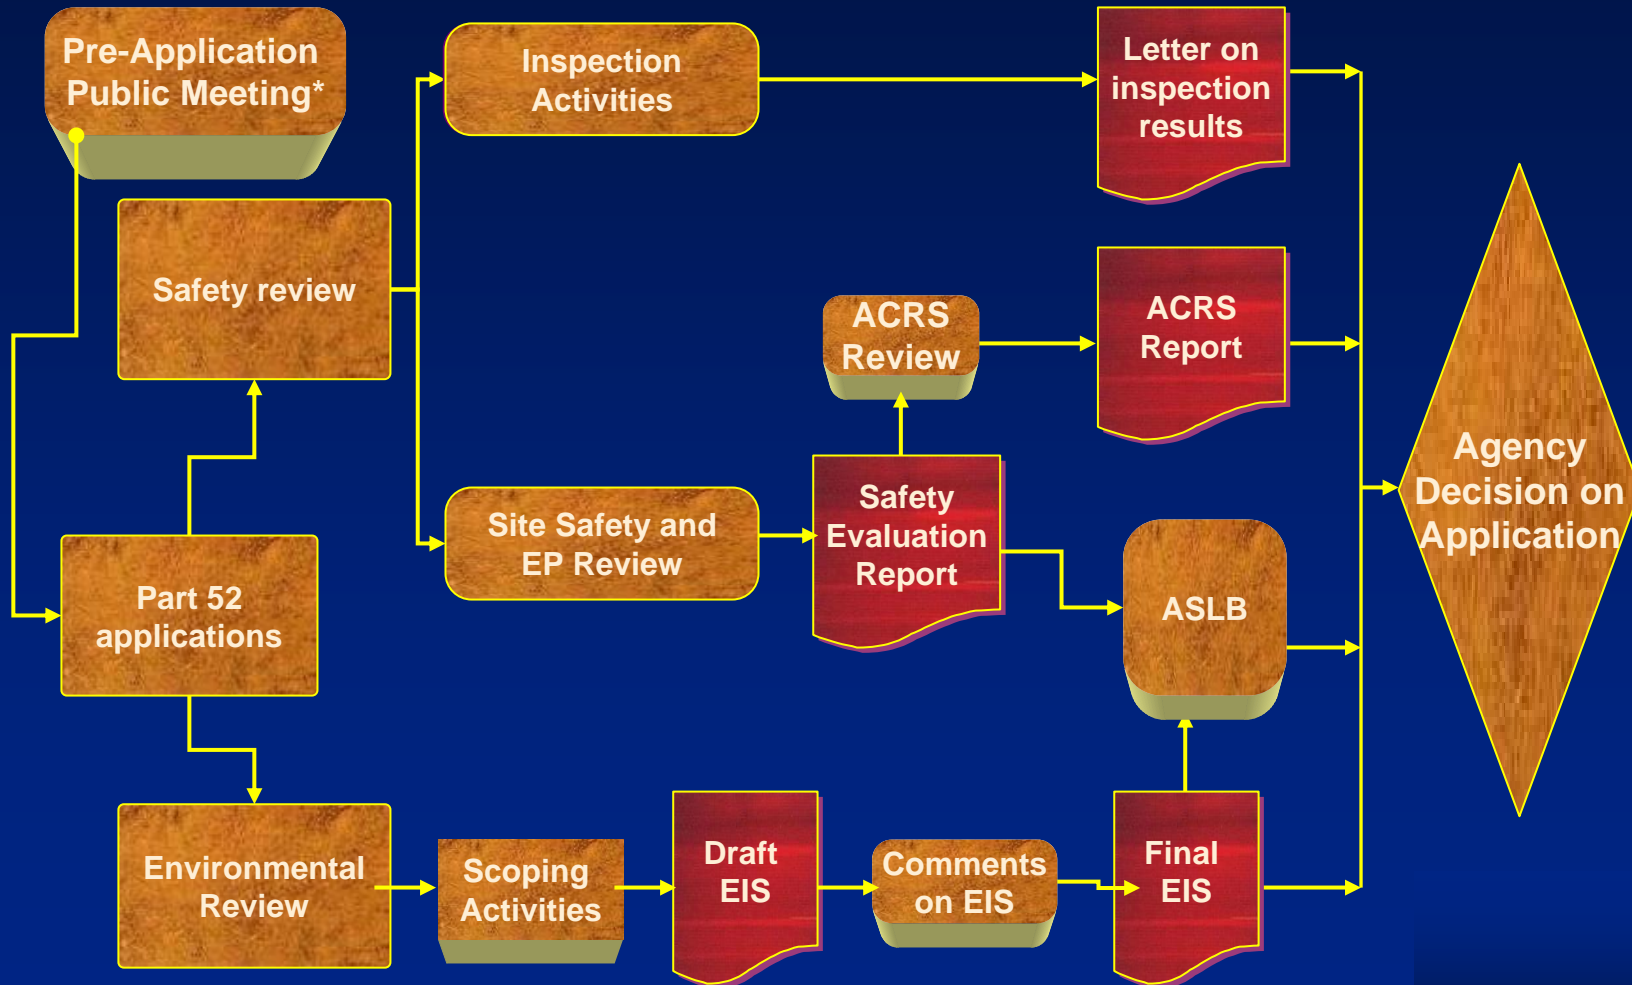 Pre-Application
Public Meeting*
Inspection
Activities
Letter on
inspection
results
Safety review
ACRS
Review
ACRS
Report
Site Safety and
EP Review
Safety
Evaluation
Report
ASLB
Agency
Decision on
Application
Part 52
applications
Environmental
Review
Scoping
Activities
Draft
EIS
Comments
on EIS
Final
EIS